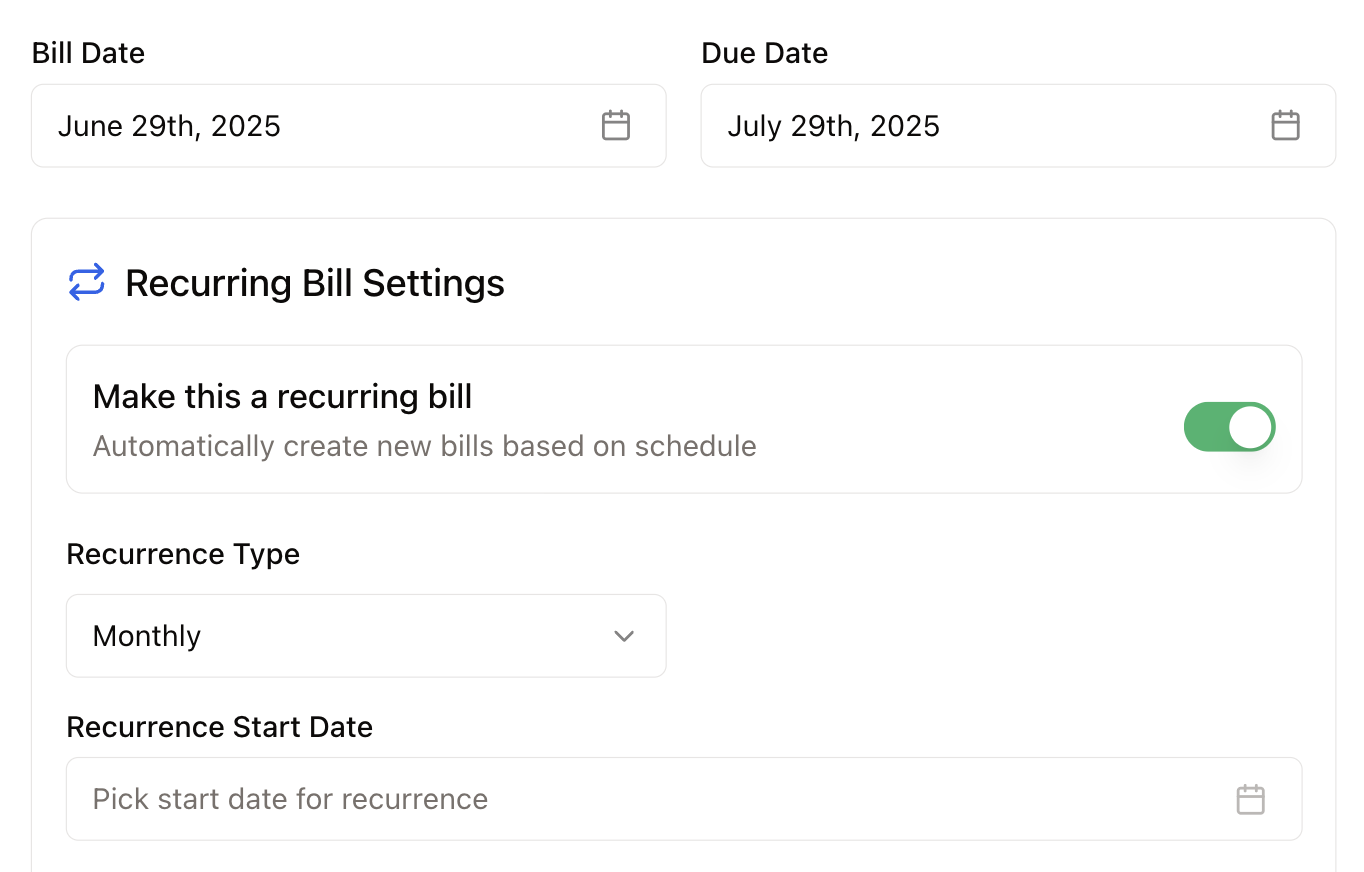 Bill Date
Due Date
June 29th, 2025
July 29th, 2025
Recurring Bill Settings
Make this a recurring bill
Automatically create new bills based on schedule
Recurrence Type
Monthly
Recurrence Start Date
Pick start date for recurrence